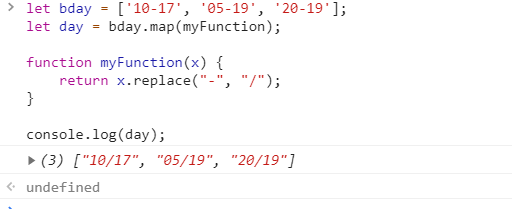 > let bday = ['10-17', '05-19', '20-19'];
let day = bday.map(myFunction);
function myFunction(x) {
    return x.replace("-", "/");
}
console.log(day);
▶ (3) ["10/17", "05/19", "20/19"]
undefined